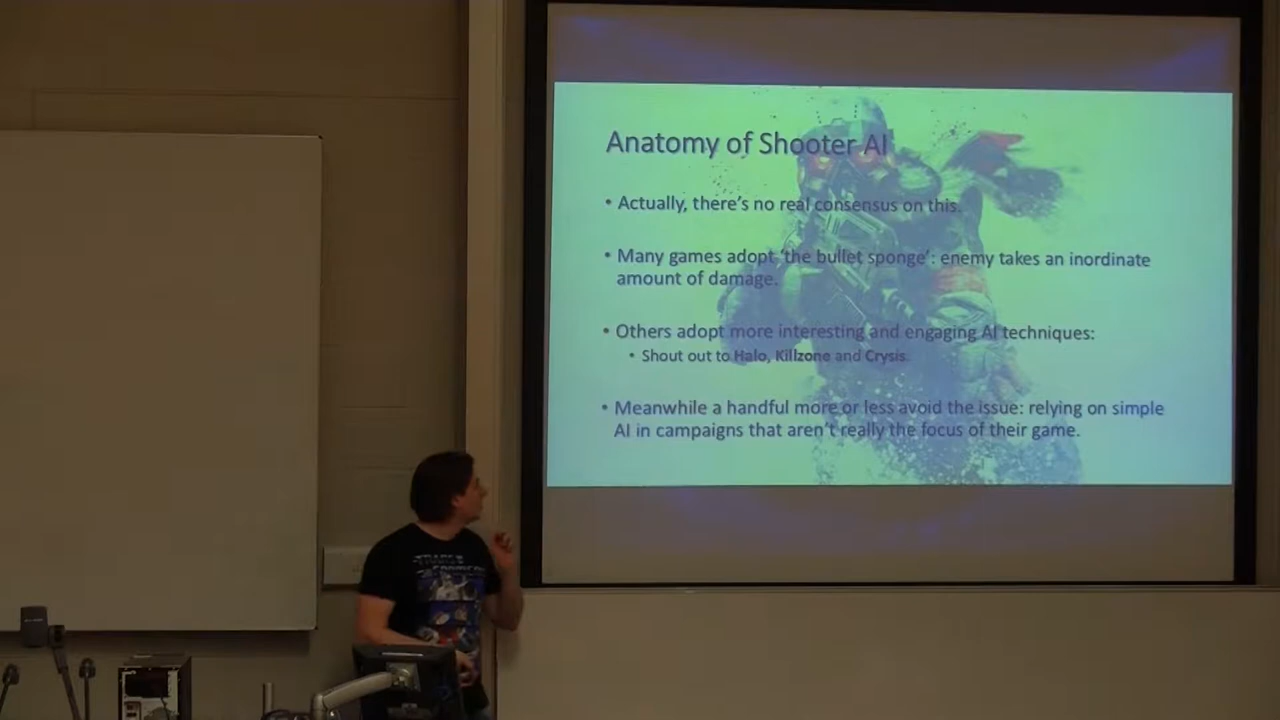 Anatomy of Shooter AI
• Actually, there's no real consensus on this.
• Many games adopt 'the bullet sponge': enemy takes an inordinate
amount of damage.
• Others adopt more interesting and engaging AI techniques:
• Shout out to Halo, Killzone and Crysis.
• Meanwhile a handful more or less avoid the issue: relying on simple
AI in campaigns that aren't really the focus of their game.